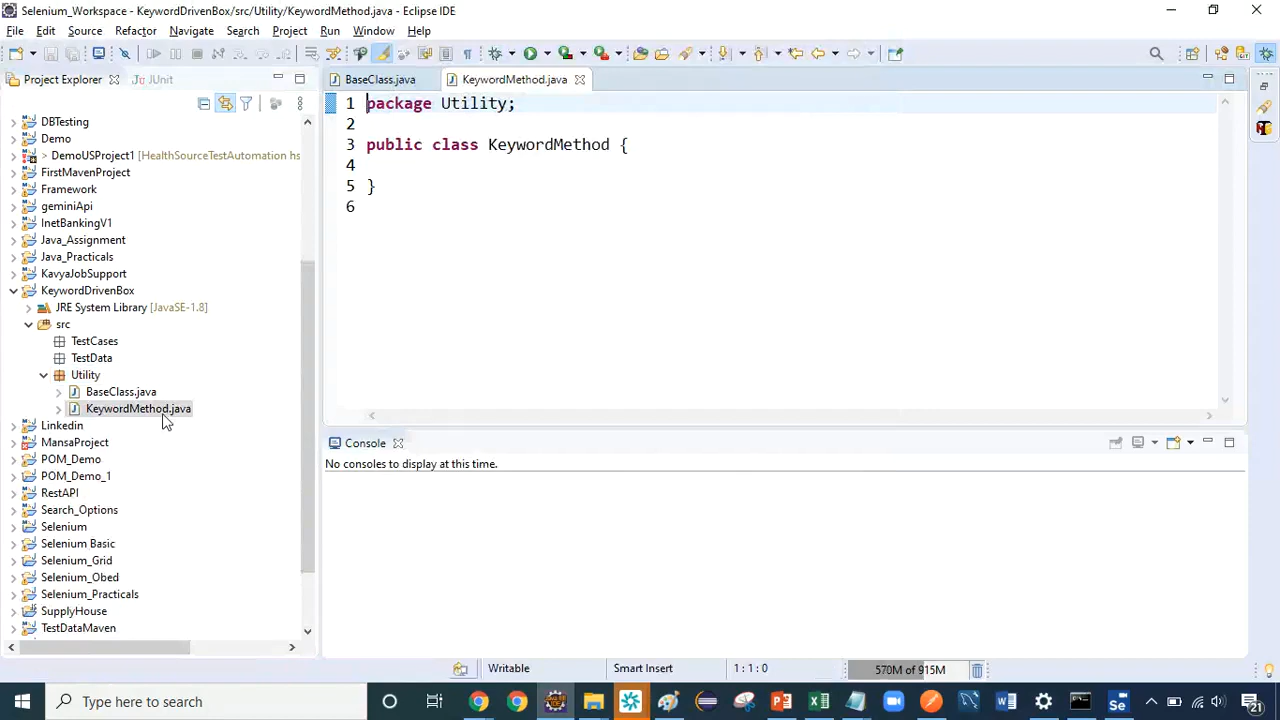 Selenium_Workspace - KeywordDrivenBox/src/Utility/KeywordMethod.java - Eclipse IDE
File Edit Source Refactor Navigate Search Project Run Window Help
Project Explorer JUnit
BaseClass.java KeywordMethod.java
DBTesting
Demo
> DemoUSProject1 [HealthSourceTestAutomation hs
FirstMavenProject
Framework
geminiApi
InetBankingV1
Java_Assignment
Java_Practicals
KavyaJobSupport
KeywordDrivenBox
JRE System Library [JavaSE-1.8]
src
TestCases
TestData
Utility
BaseClass.java
KeywordMethod.java
Linkedin
MansaProject
POM_Demo
POM_Demo_1
RestAPI
Search_Options
Selenium
Selenium Basic
Selenium_Grid
Selenium_Obed
Selenium_Practicals
SupplyHouse
TestDataMaven
1 package Utility;
2
3 public class KeywordMethod {
4
5 }
6
Console
No consoles to display at this time.
Writable Smart Insert 1 : 1 : 0 570M of 915M
Type here to search
ENG
21